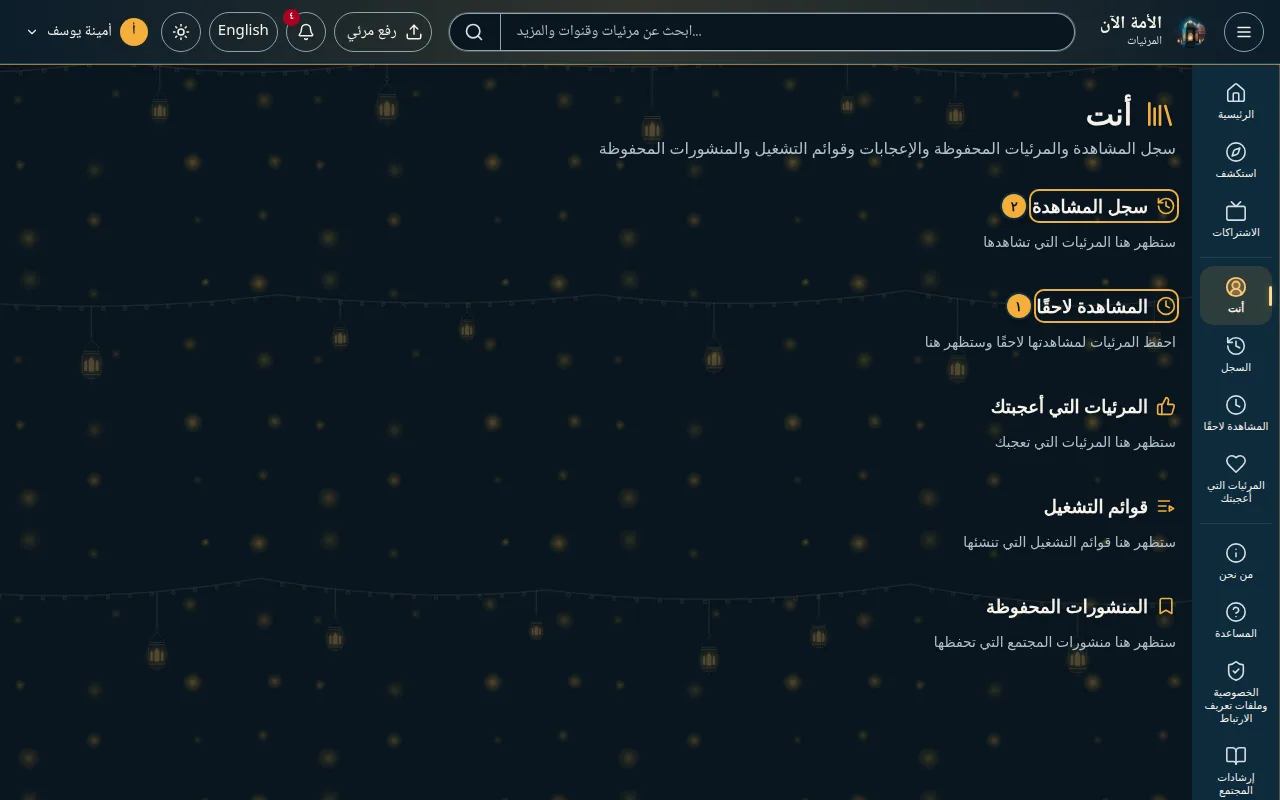 الأمة الآن
المرئيات
ابحث عن مرئيات وقنوات والمزيد...
رفع مرئي
٤
English
أ
أمينة يوسف
الرئيسية
استكشف
الاشتراكات
أنت
السجل
المشاهدة لاحقًا
المرئيات التي
أعجبتك
من نحن
المساعدة
الخصوصية
وملفات تعريف
الارتباط
إرشادات
المجتمع
أنت
سجل المشاهدة والمرئيات المحفوظة والإعجابات وقوائم التشغيل والمنشورات المحفوظة
سجل المشاهدة
٢
ستظهر هنا المرئيات التي تشاهدها
المشاهدة لاحقًا
١
احفظ المرئيات لمشاهدتها لاحقًا وستظهر هنا
المرئيات التي أعجبتك
ستظهر هنا المرئيات التي تعجبك
قوائم التشغيل
ستظهر هنا قوائم التشغيل التي تنشئها
المنشورات المحفوظة
ستظهر هنا منشورات المجتمع التي تحفظها